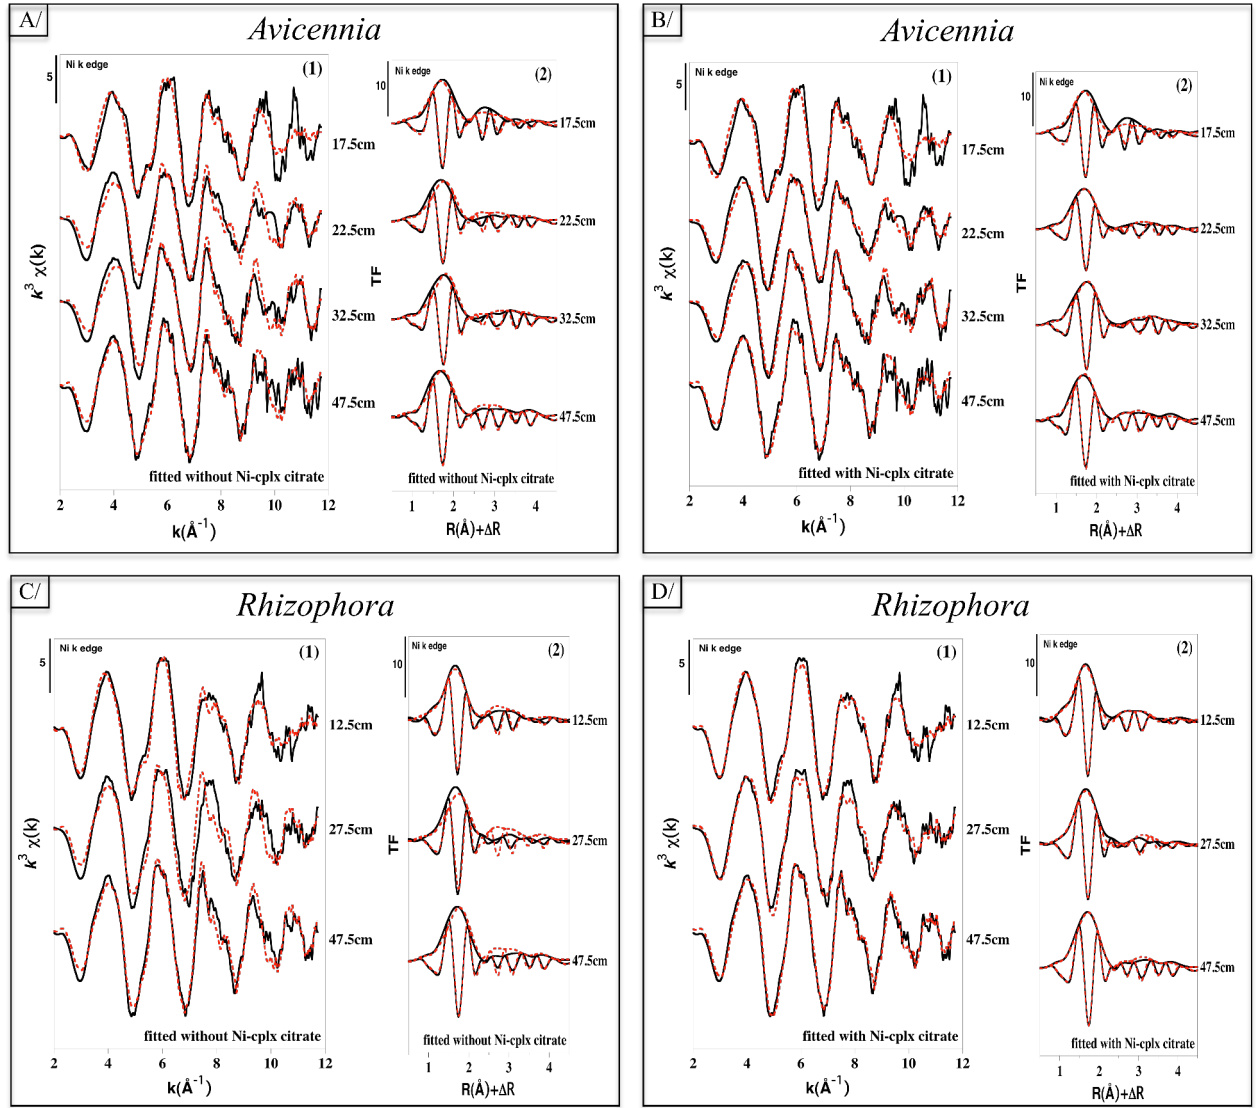 A/
Avicennia
5
Ni k edge
(1)
17.5cm
22.5cm
32.5cm
47.5cm
k³ χ(k)
fitted without Ni-cplx citrate
2 4 6 8 10 12
k(Å⁻¹)
10
Ni k edge
(2)
17.5cm
22.5cm
32.5cm
47.5cm
TF
fitted without Ni-cplx citrate
1 2 3 4
R(Å)+ΔR
B/
Avicennia
5
Ni k edge
(1)
17.5cm
22.5cm
32.5cm
47.5cm
k³ χ(k)
fitted with Ni-cplx citrate
2 4 6 8 10 12
k(Å⁻¹)
10
Ni k edge
(2)
17.5cm
22.5cm
32.5cm
47.5cm
TF
fitted with Ni-cplx citrate
1 2 3 4
R(Å)+ΔR
C/
Rhizophora
5
Ni k edge
(1)
12.5cm
27.5cm
47.5cm
k³ χ(k)
fitted without Ni-cplx citrate
2 4 6 8 10 12
k(Å⁻¹)
10
Ni k edge
(2)
12.5cm
27.5cm
47.5cm
TF
fitted without Ni-cplx citrate
1 2 3 4
R(Å)+ΔR
D/
Rhizophora
5
Ni k edge
(1)
12.5cm
27.5cm
47.5cm
k³ χ(k)
fitted with Ni-cplx citrate
2 4 6 8 10 12
k(Å⁻¹)
10
Ni k edge
(2)
12.5cm
27.5cm
47.5cm
TF
fitted with Ni-cplx citrate
1 2 3 4
R(Å)+ΔR